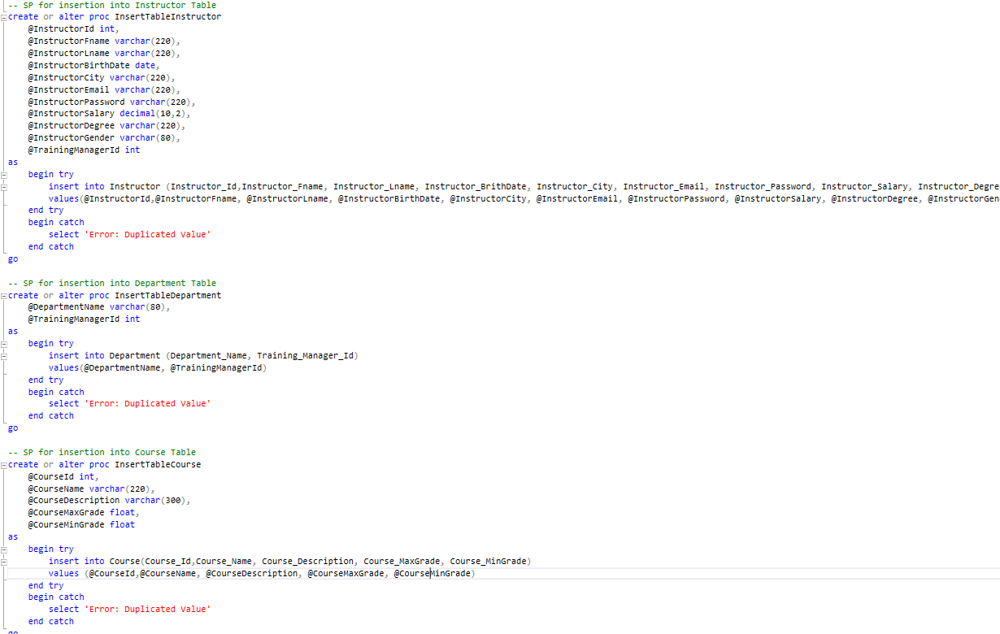 -- SP for insertion into Instructor Table
create or alter proc InsertTableInstructor
@InstructorId int,
@InstructorFname varchar(220),
@InstructorLname varchar(220),
@InstructorBirthDate date,
@InstructorCity varchar(220),
@InstructorEmail varchar(220),
@InstructorPassword varchar(220),
@InstructorSalary decimal(10,2),
@InstructorDegree varchar(220),
@InstructorGender varchar(80),
@TrainingManagerId int
as
begin try
insert into Instructor (Instructor_Id,Instructor_Fname, Instructor_Lname, Instructor_BrithDate, Instructor_City, Instructor_Email, Instructor_Password, Instructor_Salary, Instructor_Degre
values(@InstructorId,@InstructorFname, @InstructorLname, @InstructorBirthDate, @InstructorCity, @InstructorEmail, @InstructorPassword, @InstructorSalary, @InstructorDegree, @InstructorGen
end try
begin catch
select 'Error: Duplicated Value'
end catch
go
-- SP for insertion into Department Table
create or alter proc InsertTableDepartment
@DepartmentName varchar(80),
@TrainingManagerId int
as
begin try
insert into Department (Department_Name, Training_Manager_Id)
values(@DepartmentName, @TrainingManagerId)
end try
begin catch
select 'Error: Duplicated Value'
end catch
go
-- SP for insertion into Course Table
create or alter proc InsertTableCourse
@CourseId int,
@CourseName varchar(220),
@CourseDescription varchar(300),
@CourseMaxGrade float,
@CourseMinGrade float
as
begin try
insert into Course(Course_Id,Course_Name, Course_Description, Course_MaxGrade, Course_MinGrade)
values (@CourseId,@CourseName, @CourseDescription, @CourseMaxGrade, @CourseMinGrade)
end try
begin catch
select 'Error: Duplicated Value'
end catch
go